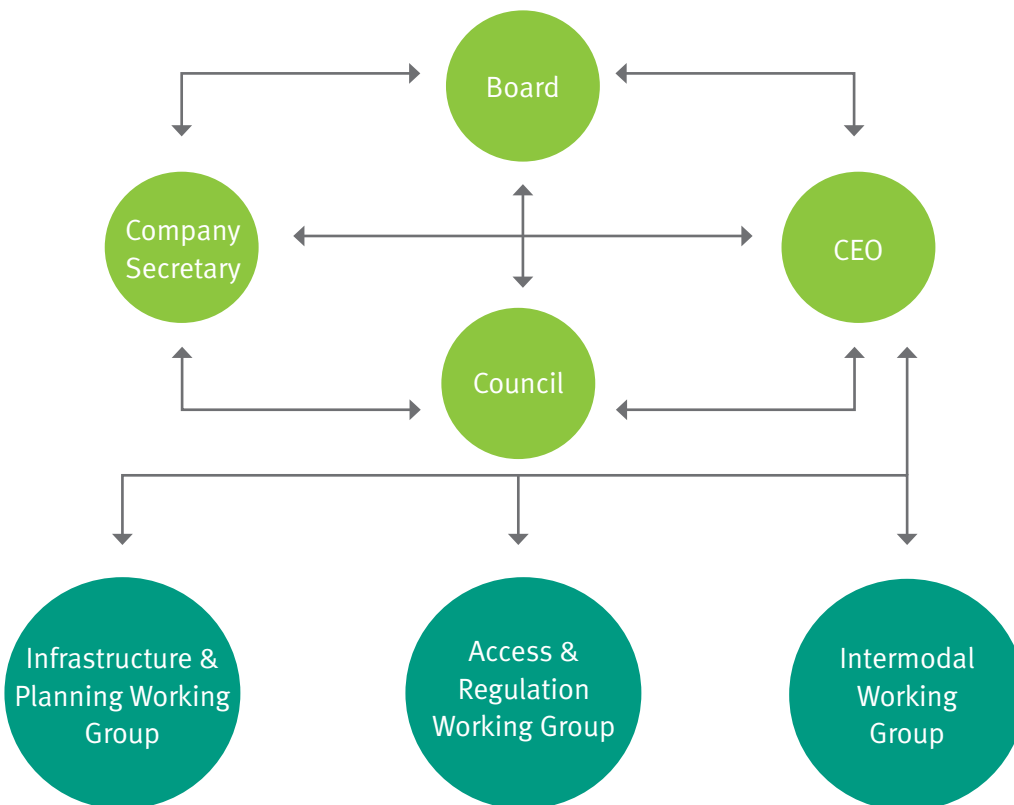 Board
Company
Secretary
CEO
Council
Infrastructure &
Planning Working
Group
Access &
Regulation
Working Group
Intermodal
Working
Group